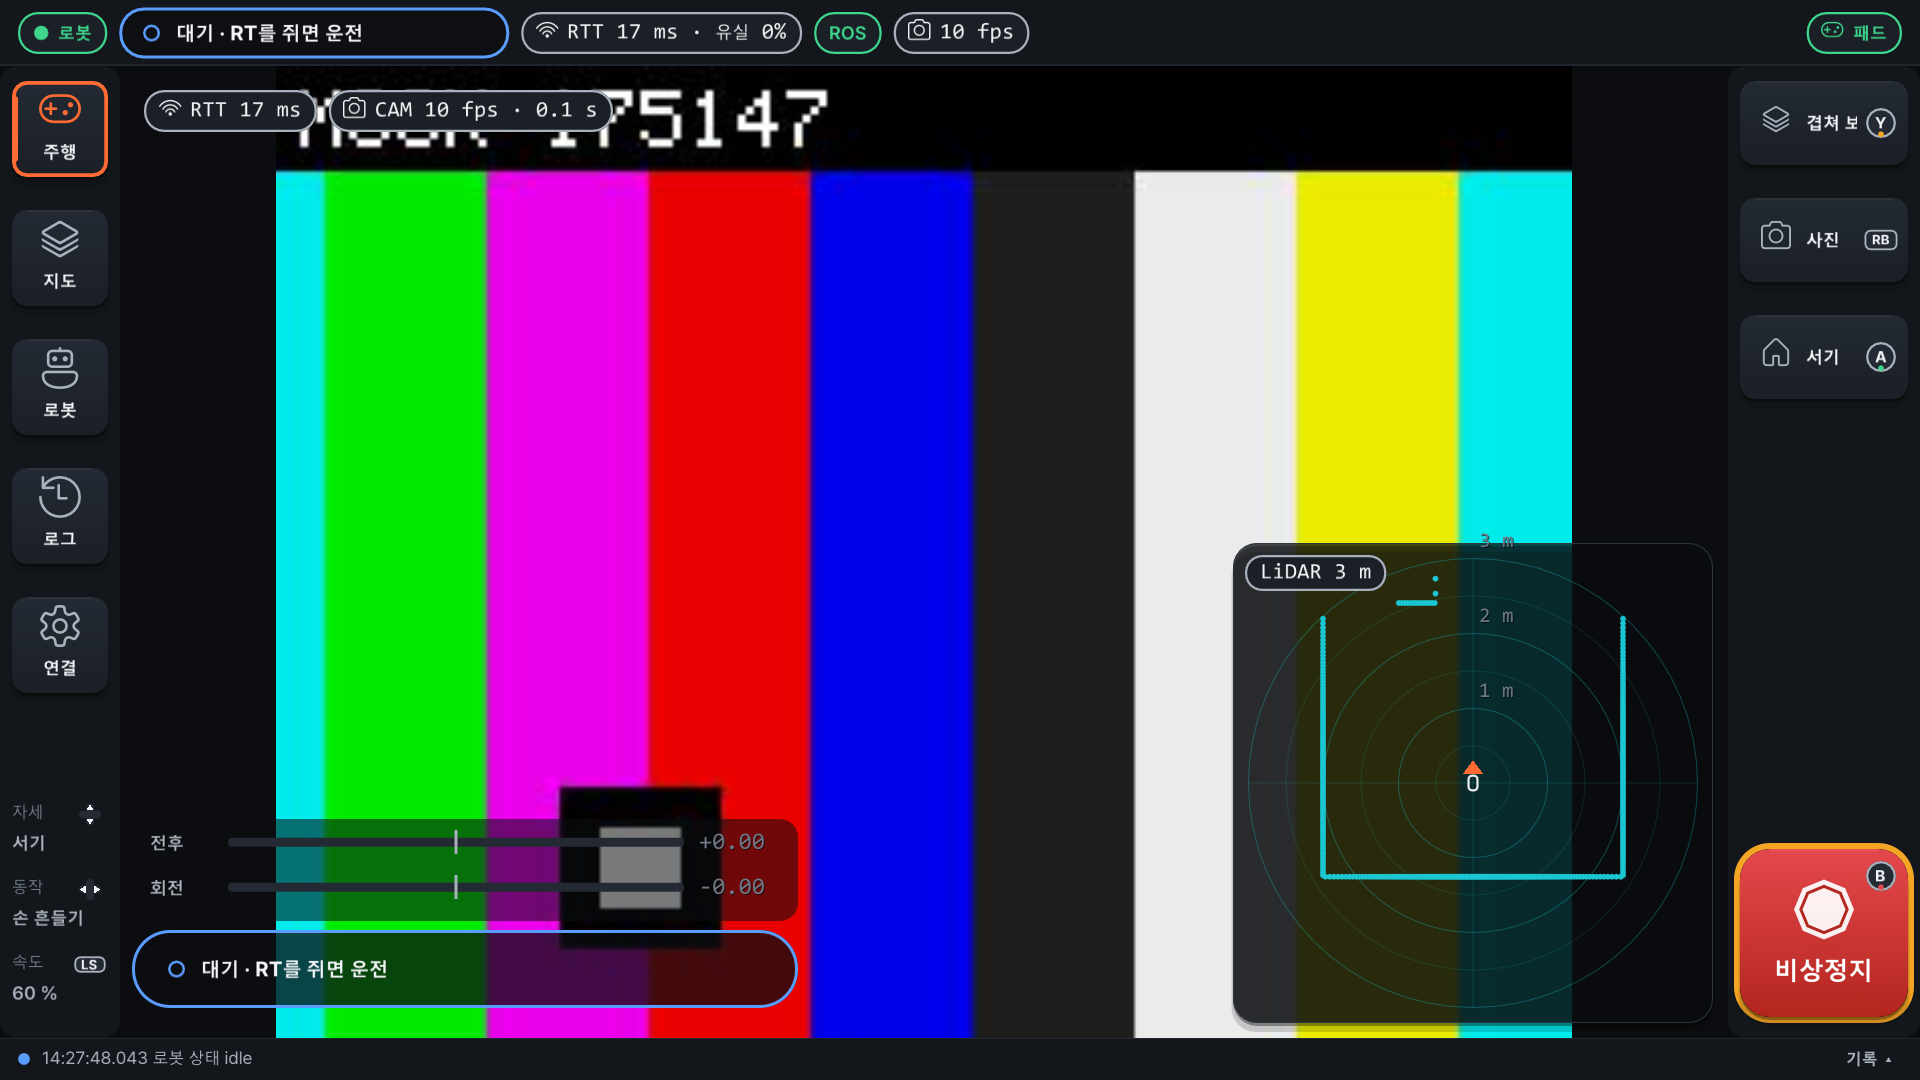 로봇
대기 · RT를 쥐면 운전
RTT 17 ms · 유실 0%
ROS
10 fps
패드
주행
지도
로봇
로그
연결
자세
서기
동작
손 흔들기
속도 LS
60 %
RTT 17 ms
CAM 10 fps · 0.1 s
MOCK 175147
전후 +0.00
회전 -0.00
대기 · RT를 쥐면 운전
LiDAR 3 m
3 m
2 m
1 m
0
겹쳐 Y
사진 RB
서기 A
B
비상정지
14:27:48.043 로봇 상태 idle
기록